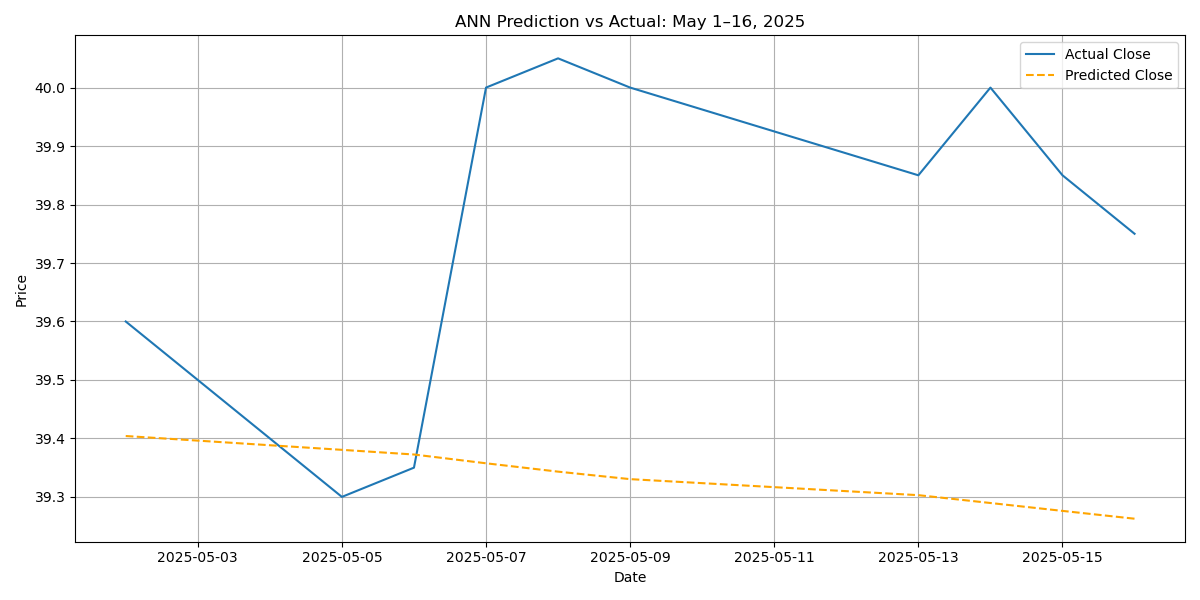 ANN Prediction vs Actual: May 1–16, 2025
Actual Close
Predicted Close
Price
40.0
39.9
39.8
39.7
39.6
39.5
39.4
39.3
2025-05-03 2025-05-05 2025-05-07 2025-05-09 2025-05-11 2025-05-13 2025-05-15
Date